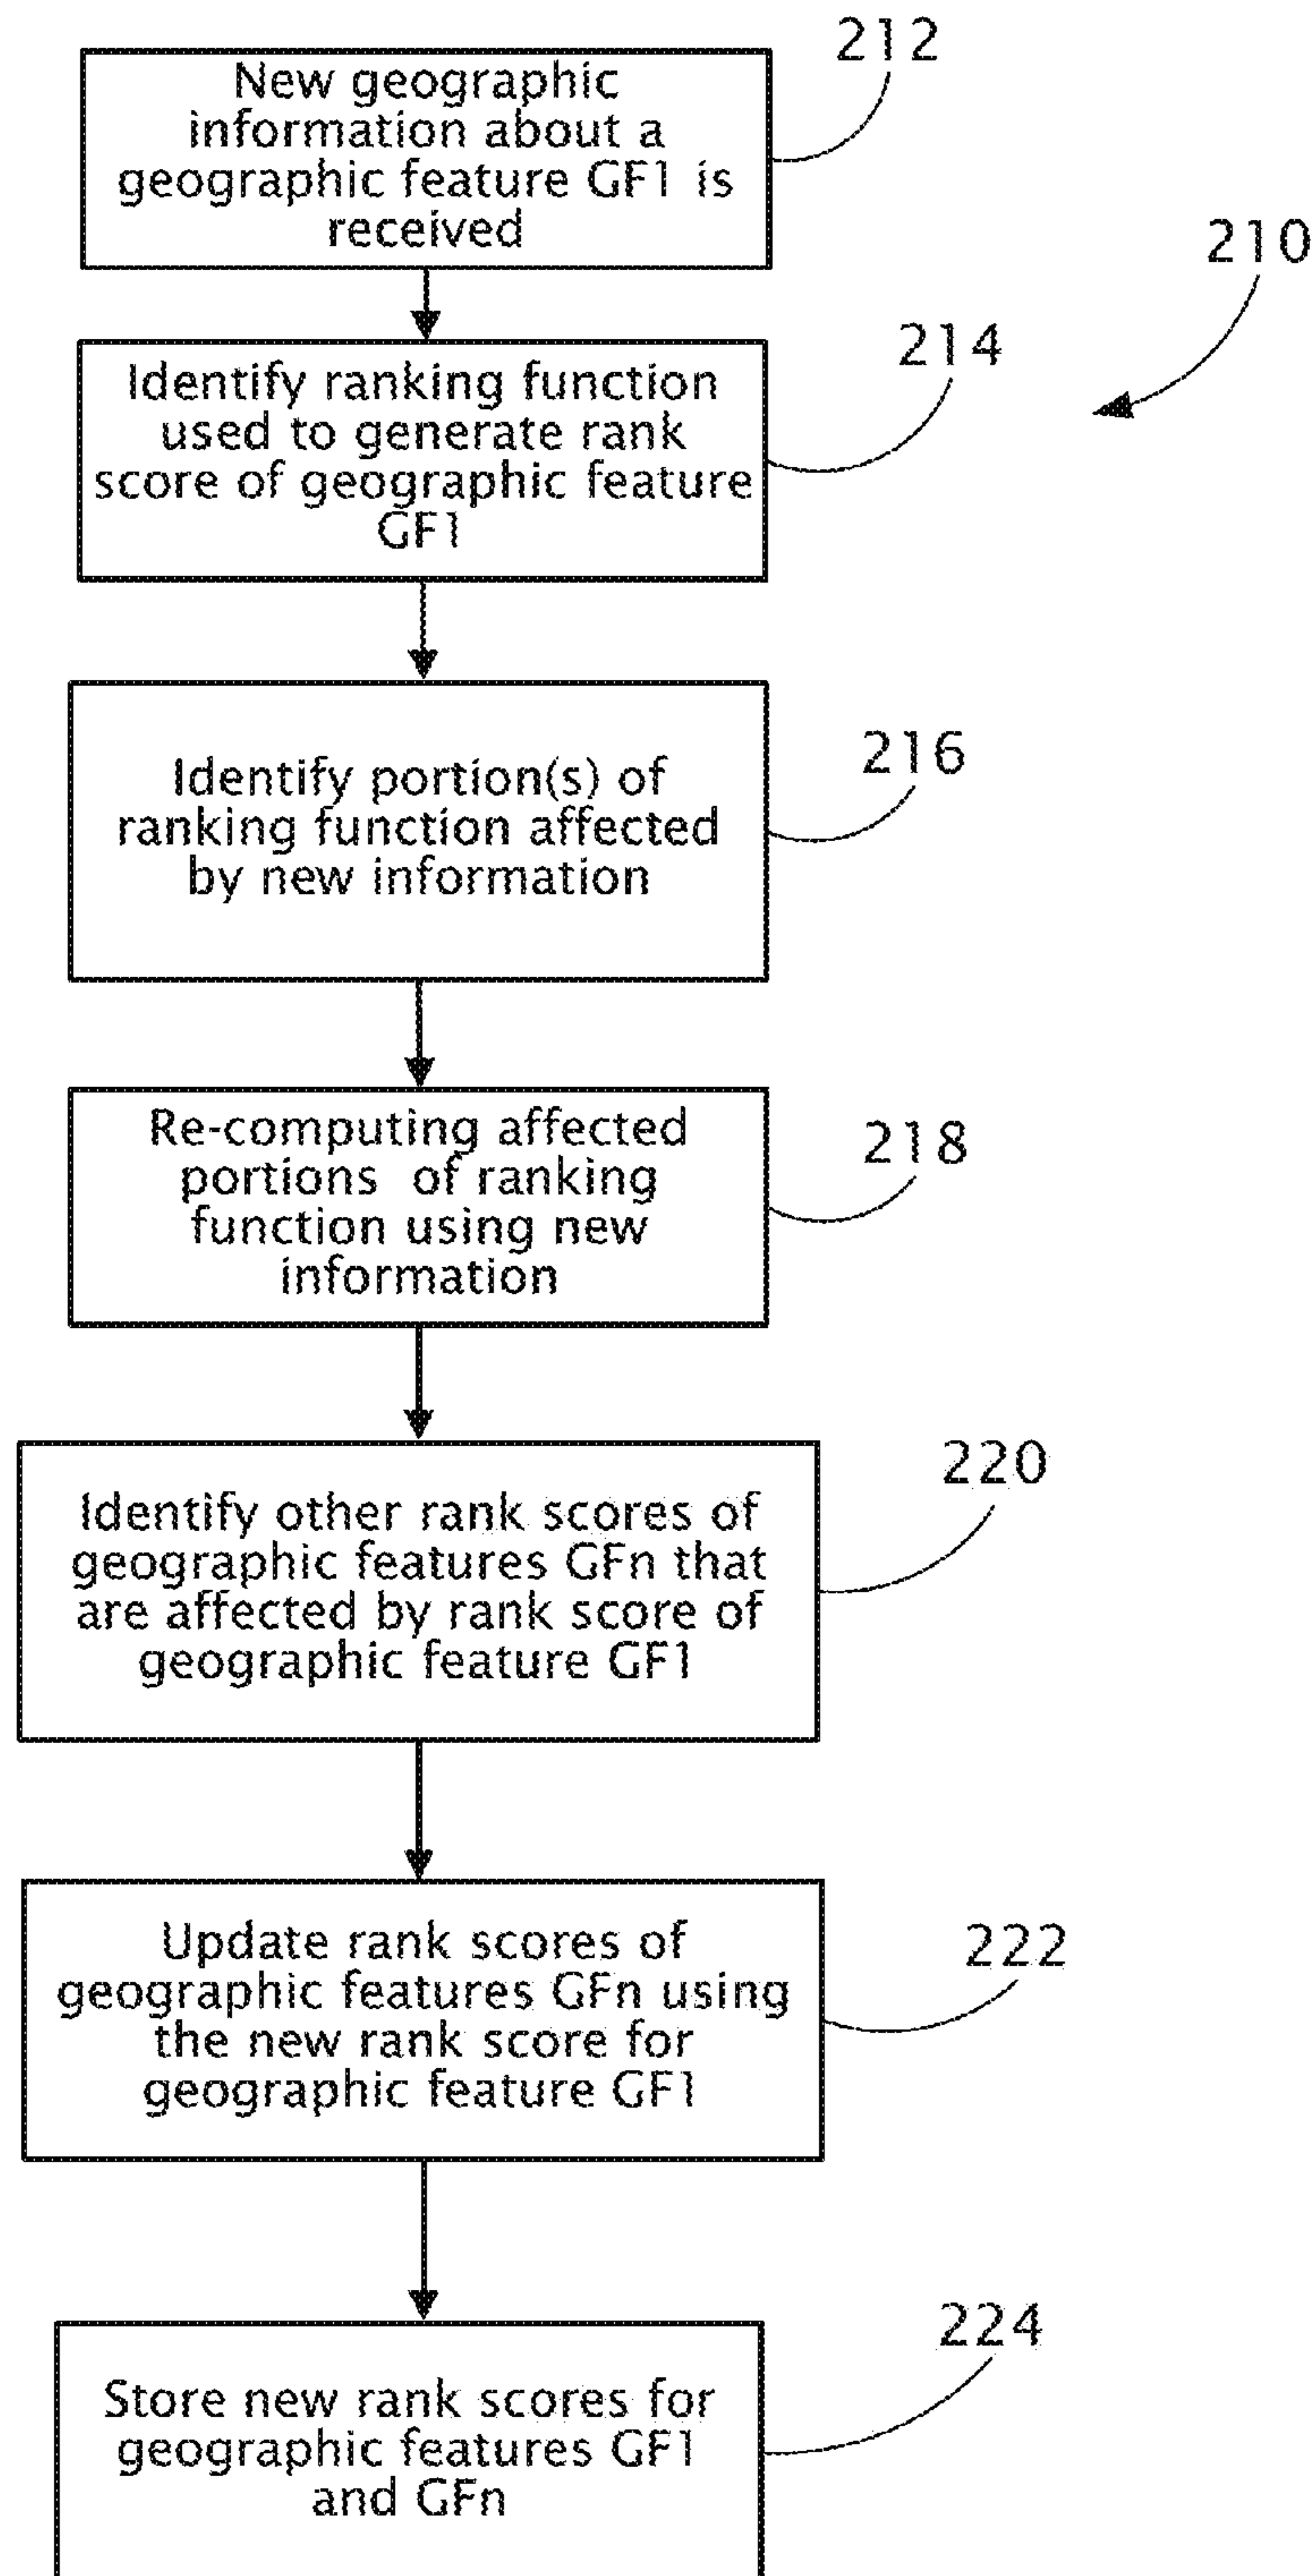 212
New geographic
information about a
geographic feature GF1 is
received
210
214
Identify ranking function
used to generate rank
score of geographic feature
GF1
216
Identify portion(s) of
ranking function affected
by new information
218
Re-computing affected
portions of ranking
function using new
information
220
Identify other rank scores of
geographic features GFn that
are affected by rank score of
geographic feature GF1
222
Update rank scores of
geographic features GFn using
the new rank score for
geographic feature GF1
224
Store new rank scores for
geographic features GF1
and GFn